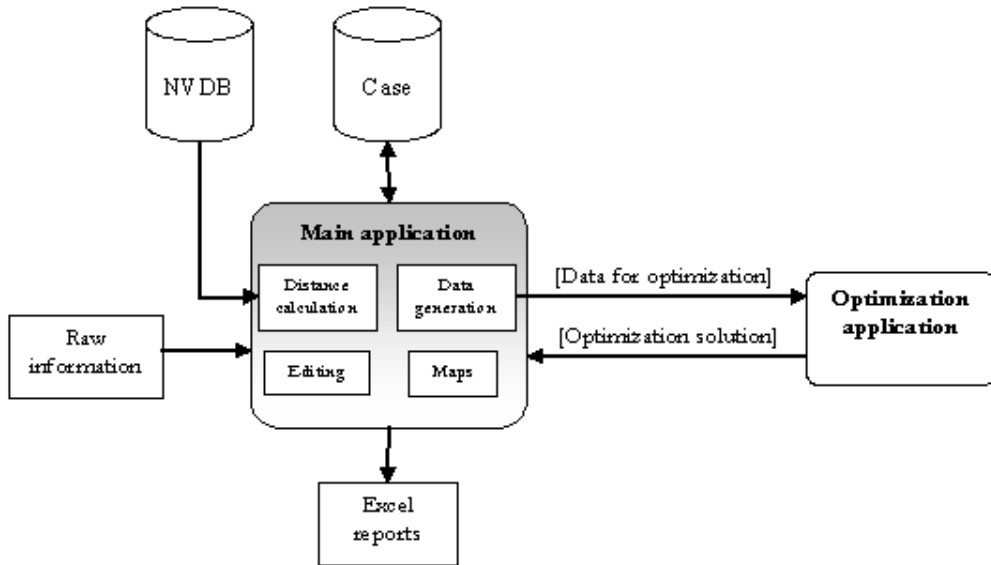 NVDB
Case
Main application
Distance
calculation
Data
generation
[Data for optimization]
Optimization
application
Raw
information
[Optimization solution]
Editing
Maps
Excel
reports